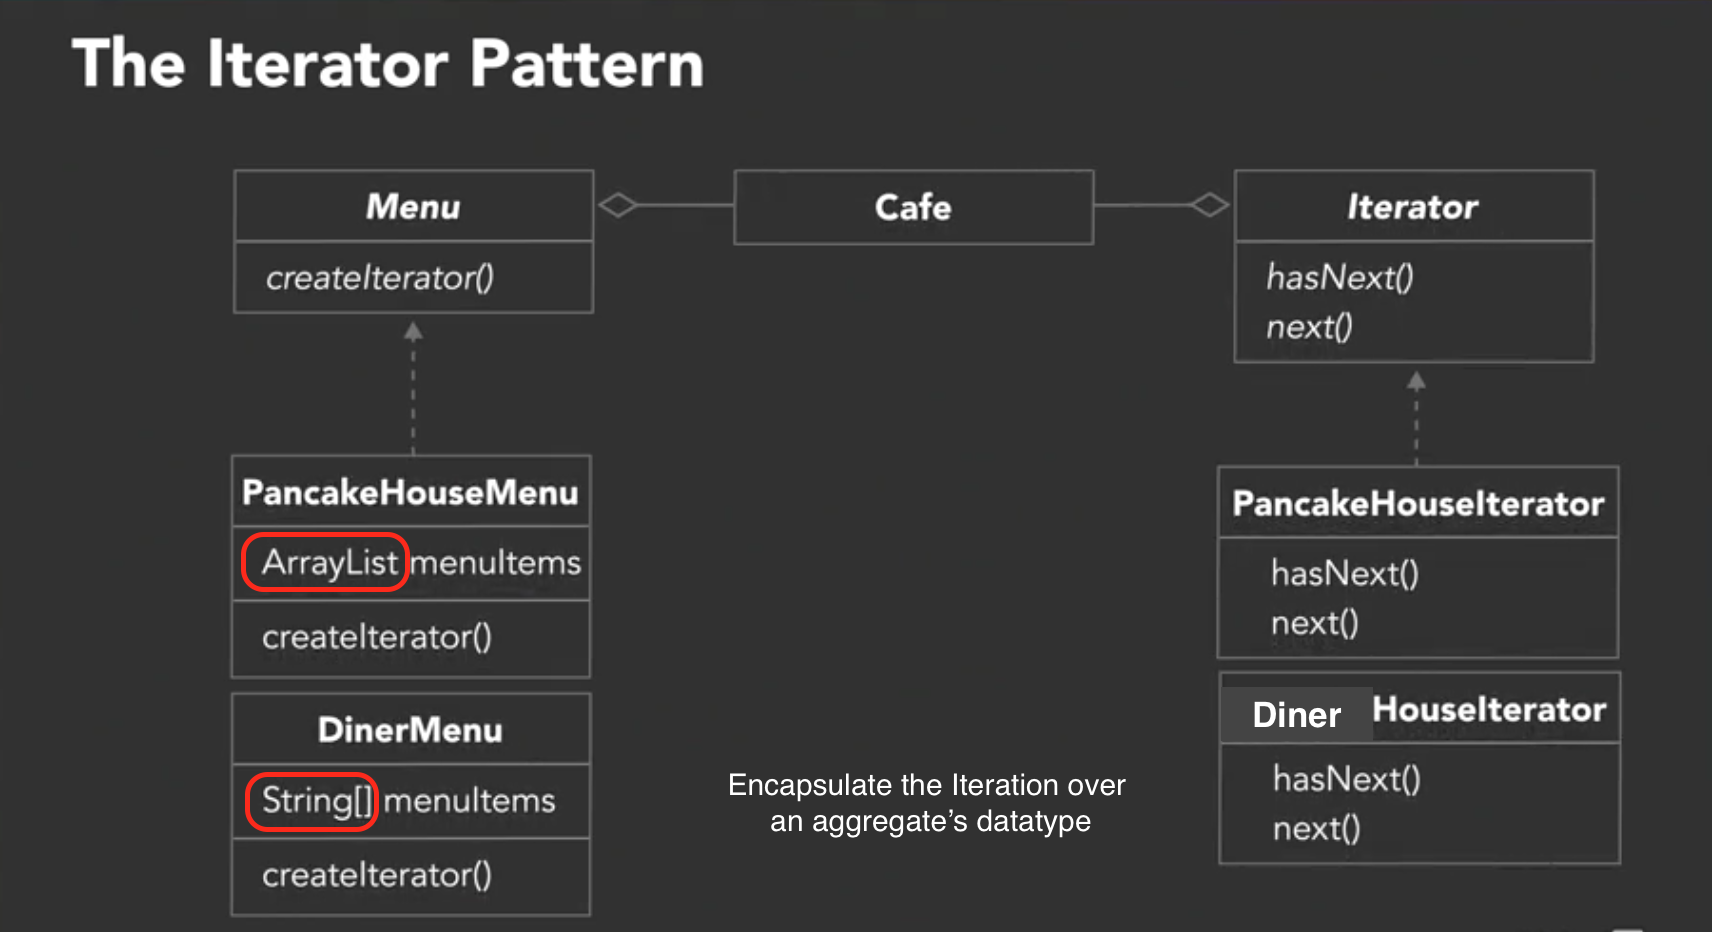 The Iterator Pattern
Menu
createIterator()
Cafe
Iterator
hasNext()
next()
PancakeHouseMenu
ArrayList menuItems
createIterator()
DinerMenu
String[] menuItems
createIterator()
Encapsulate the Iteration over
an aggregate's datatype
PancakeHouseIterator
hasNext()
next()
Diner HouseIterator
hasNext()
next()